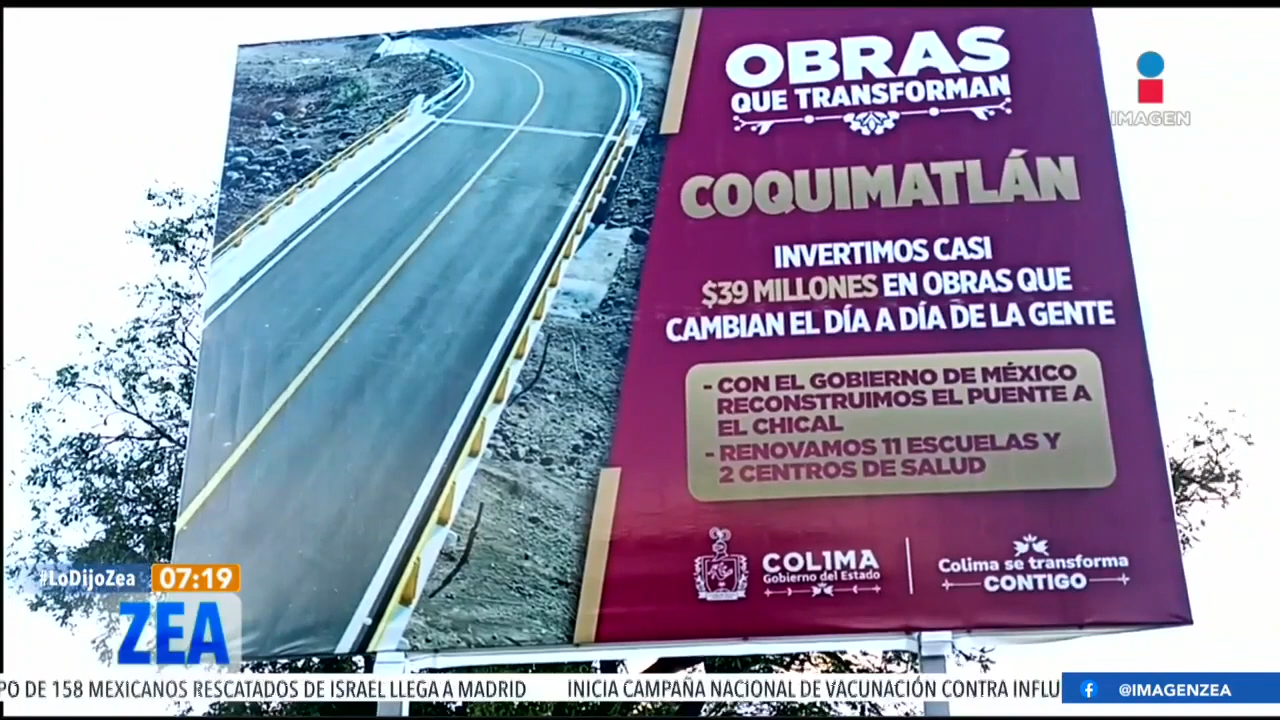 OBRAS
QUE TRANSFORMAN
IMAGEN
COQUIMATLÁN
INVERTIMOS CASI
$39 MILLONES EN OBRAS QUE
CAMBIAN EL DÍA A DÍA DE LA GENTE
- CON EL GOBIERNO DE MÉXICO
RECONSTRUIMOS EL PUENTE A
EL CHICAL
- RENOVAMOS 11 ESCUELAS Y
2 CENTROS DE SALUD
COL1MA
Gobierno del Estado
Colima se transforma
CONTIGO
#LoDijoZea
07:19
ZEA
PO DE 158 MEXICANOS RESCATADOS DE ISRAEL LLEGA A MADRID
INICIA CAMPAÑA NACIONAL DE VACUNACIÓN CONTRA INFLU
@IMAGENZEA